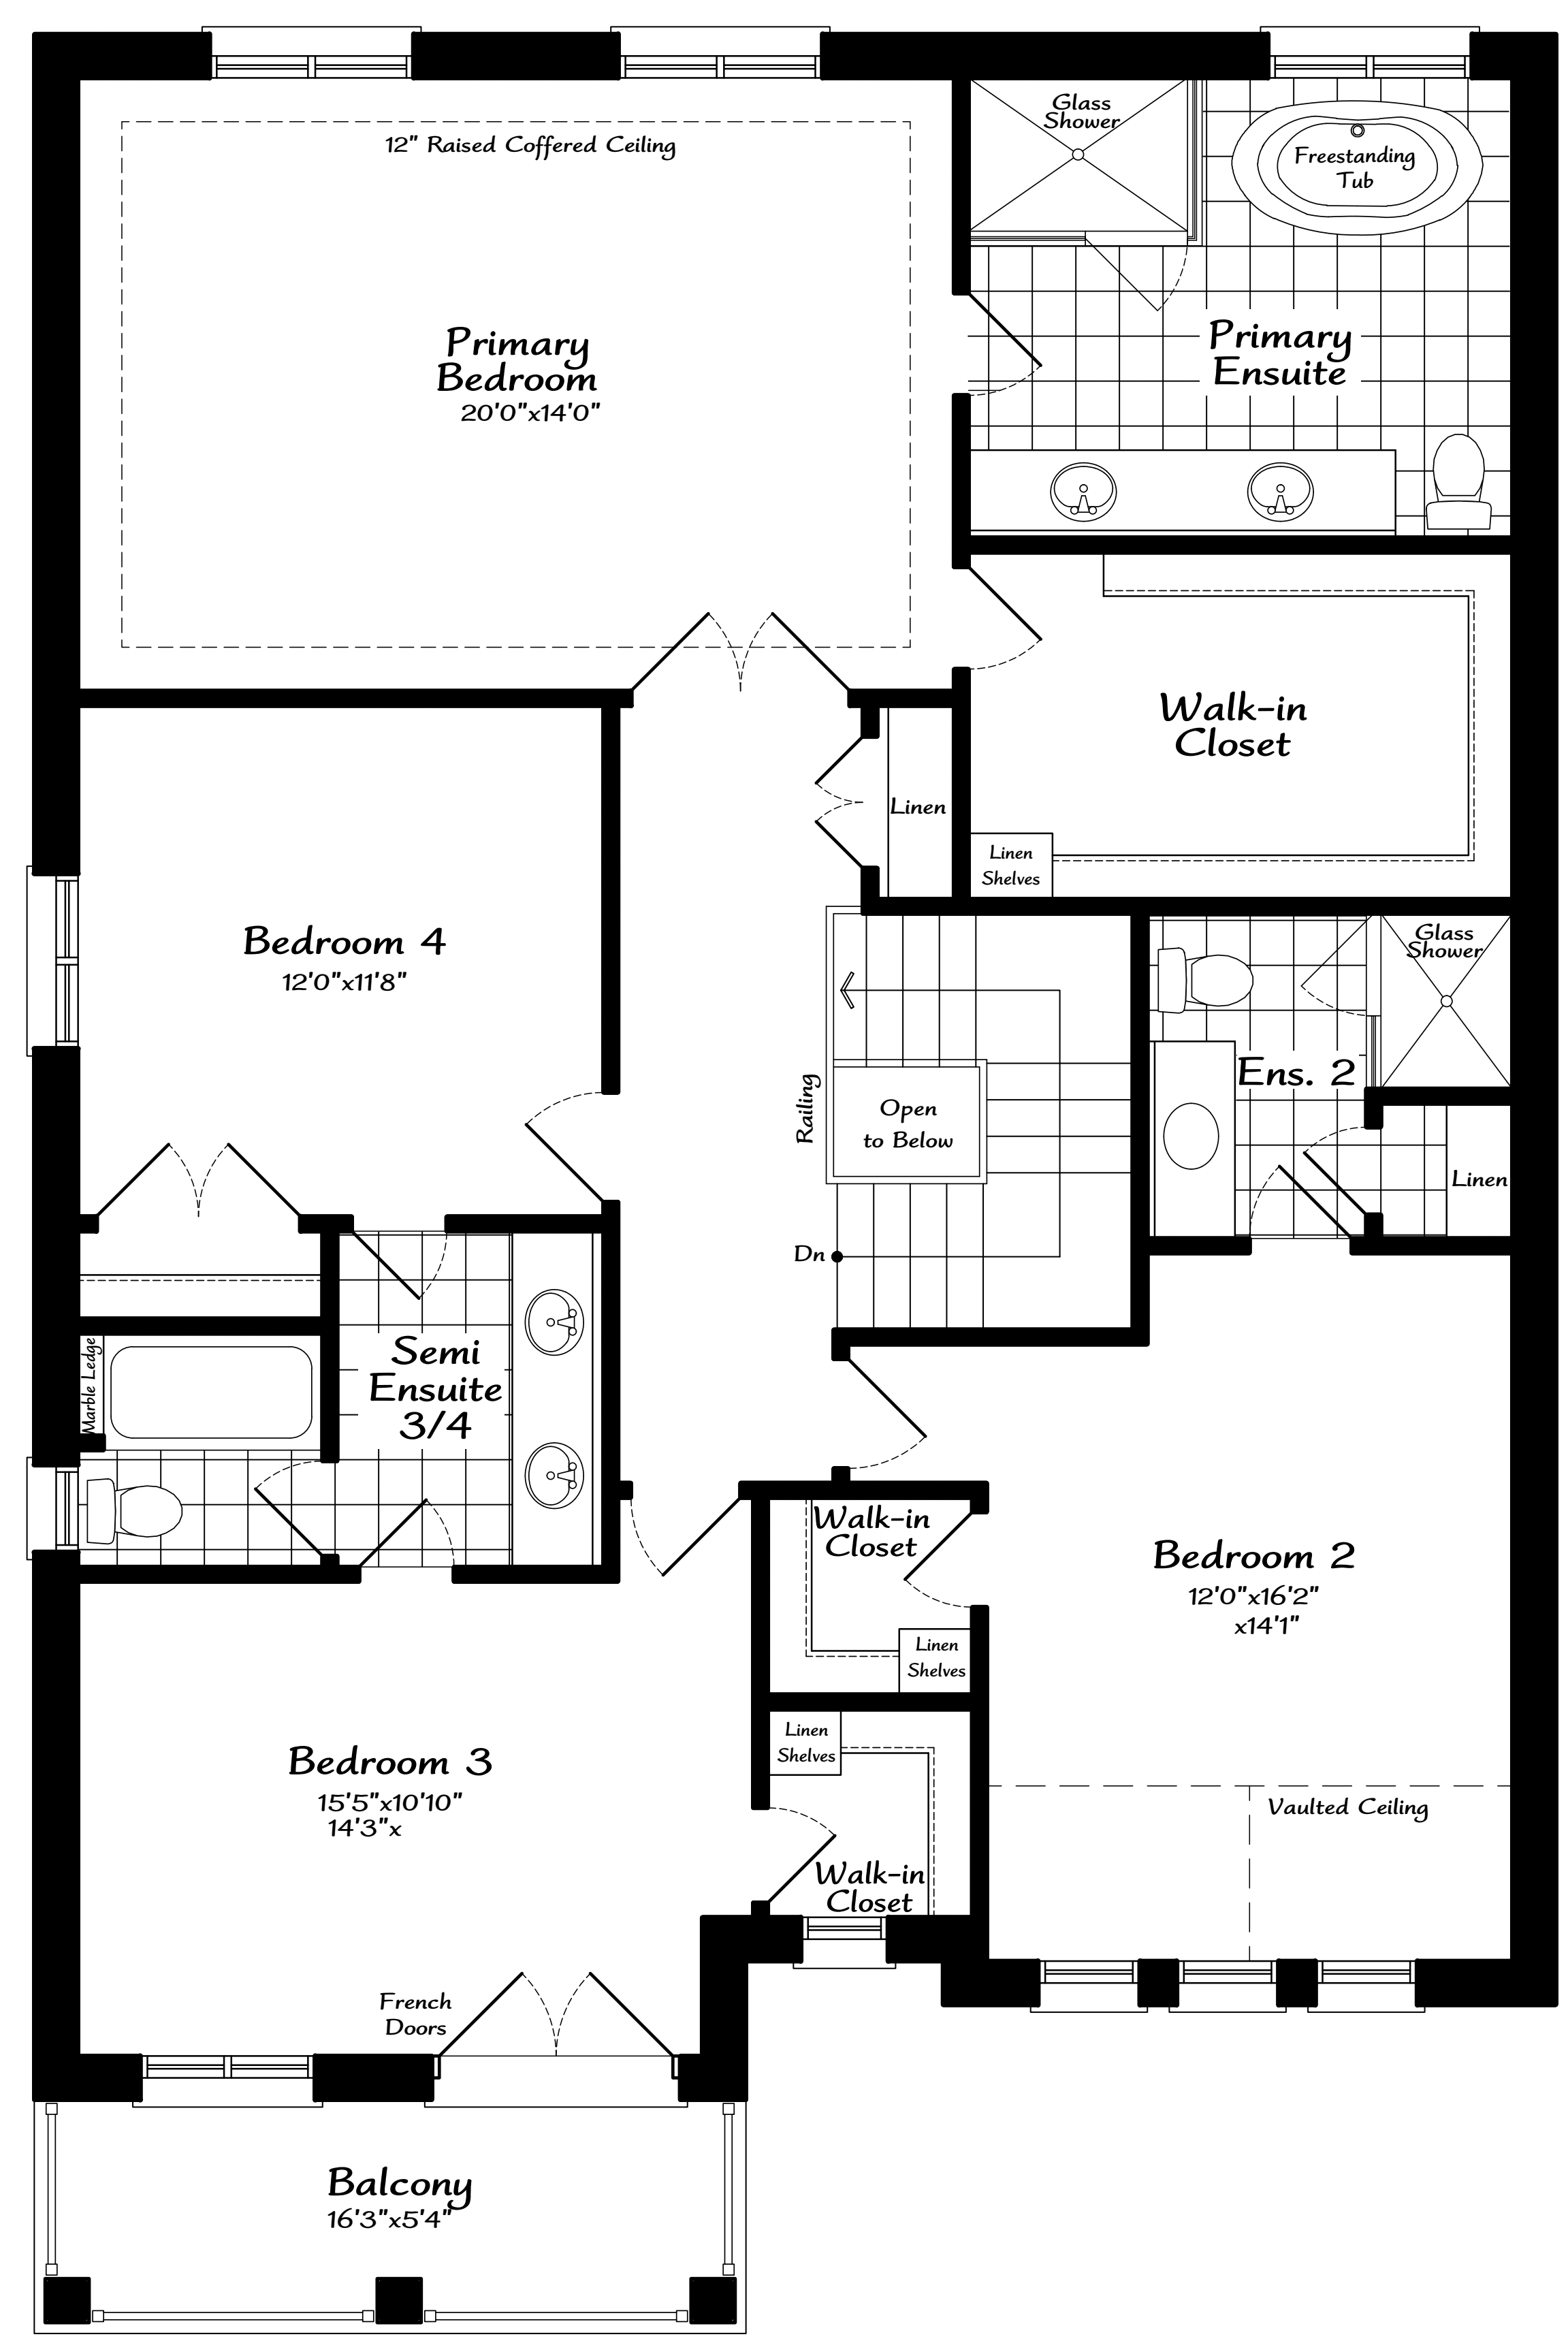 12" Raised Coffered Ceiling
Glass
Shower
Freestanding
Tub
Primary
Bedroom
20'0"x14'0"
Primary
Ensuite
Walk-in
Closet
Linen
Linen
Shelves
Bedroom 4
12'0"x11'8"
Glass
Shower
Ens. 2
Railing
Open
to Below
Linen
Dn
Marble Ledge
Semi
Ensuite
3/4
Walk-in
Closet
Linen
Shelves
Bedroom 2
12'0"x16'2"
x14'1"
Linen
Shelves
Bedroom 3
15'5"x10'10"
14'3"x
Vaulted Ceiling
Walk-in
Closet
French
Doors
Balcony
16'3"x5'4"